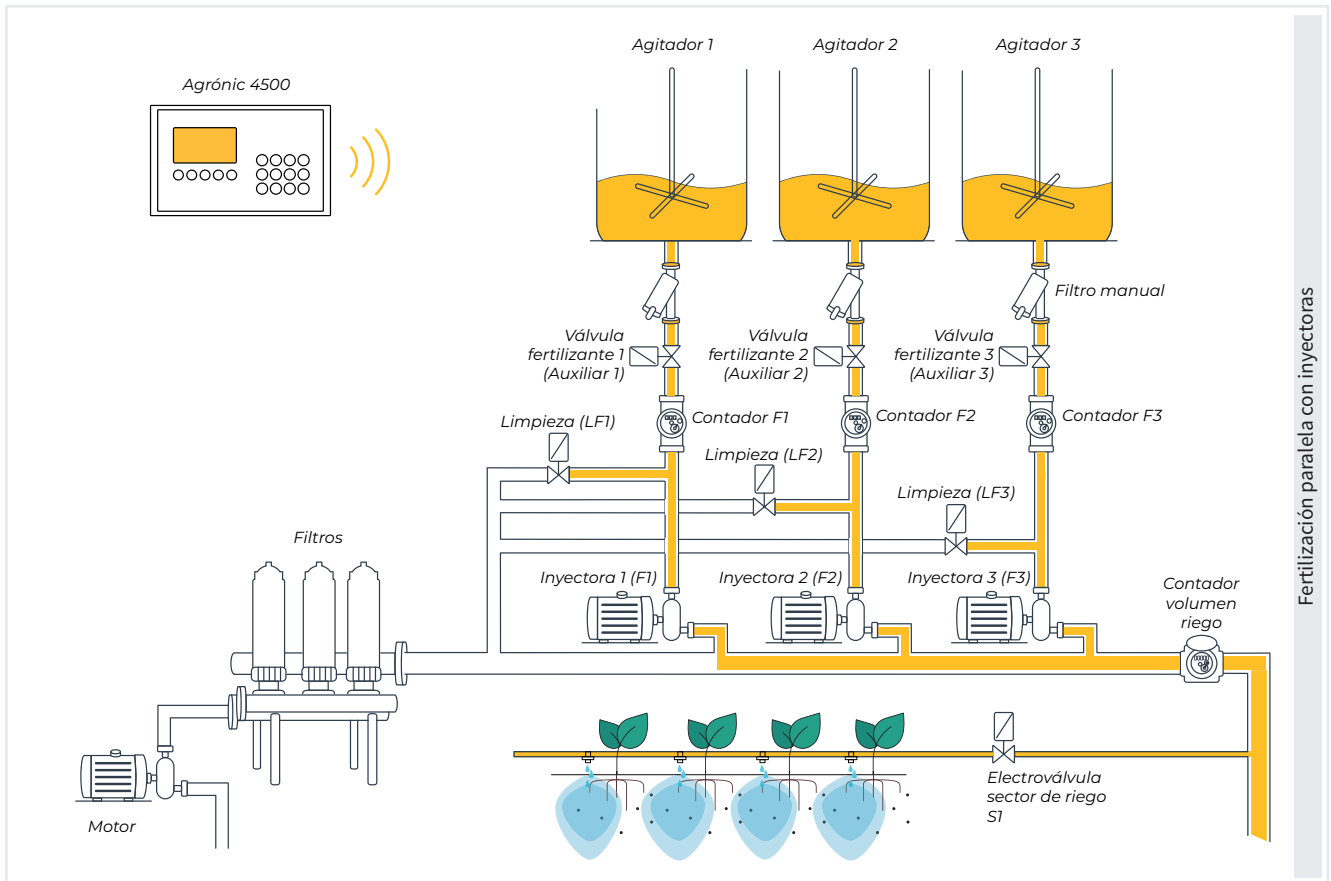 Agitador 1
Agitador 2
Agitador 3
Agrónic 4500
Filtro manual
Válvula
fertilizante 1
(Auxiliar 1)
Válvula
fertilizante 2
(Auxiliar 2)
Válvula
fertilizante 3
(Auxiliar 3)
Contador F1
Contador F2
Contador F3
Limpieza (LF1)
Limpieza (LF2)
Limpieza (LF3)
Filtros
Inyectora 1 (F1)
Inyectora 2 (F2)
Inyectora 3 (F3)
Contador
volumen
riego
Electroválvula
sector de riego
S1
Motor
Fertilización paralela con inyectoras